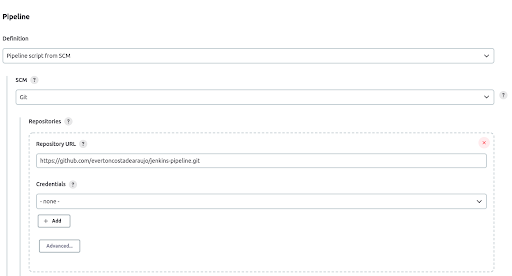 Pipeline
Definition
Pipeline script from SCM
SCM ?
Git
?
Repositories ?
Repository URL ?
×
https://github.com/evertoncostadearaujo/jenkins-pipeline.git
Credentials ?
- none -
+ Add
Advanced...